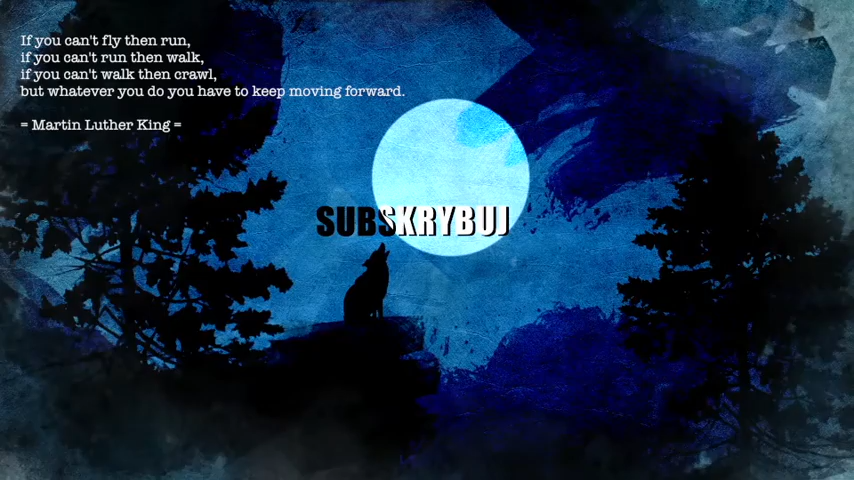 If you can't fly then run,
if you can't run then walk,
if you can't walk then crawl,
but whatever you do you have to keep moving forward.
= Martin Luther King =
SUBSKRYBUJ